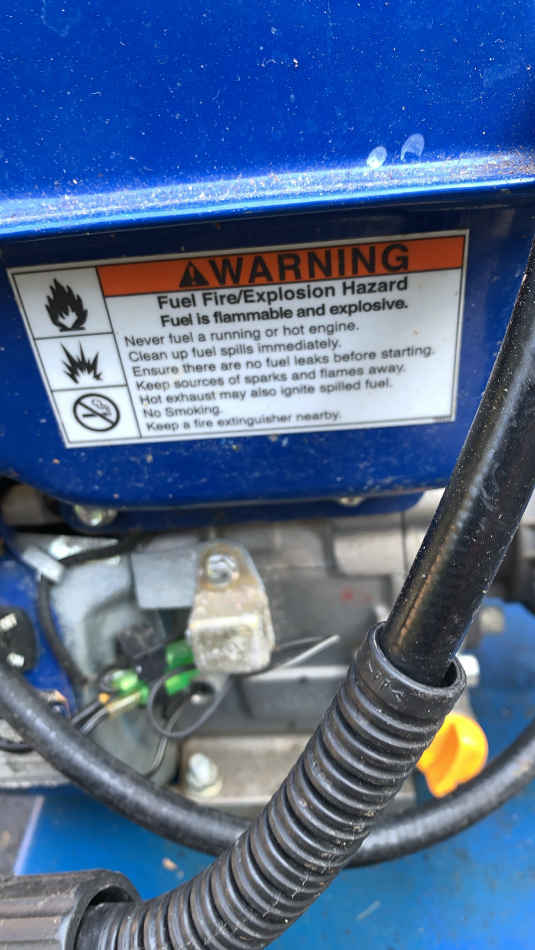 WARNING
Fuel Fire/Explosion Hazard
Fuel is flammable and explosive.
Never fuel a running or hot engine.
Clean up fuel spills immediately.
Ensure there are no fuel leaks before starting.
Keep sources of sparks and flames away.
Hot exhaust may also ignite spilled fuel.
No Smoking.
Keep a fire extinguisher nearby.